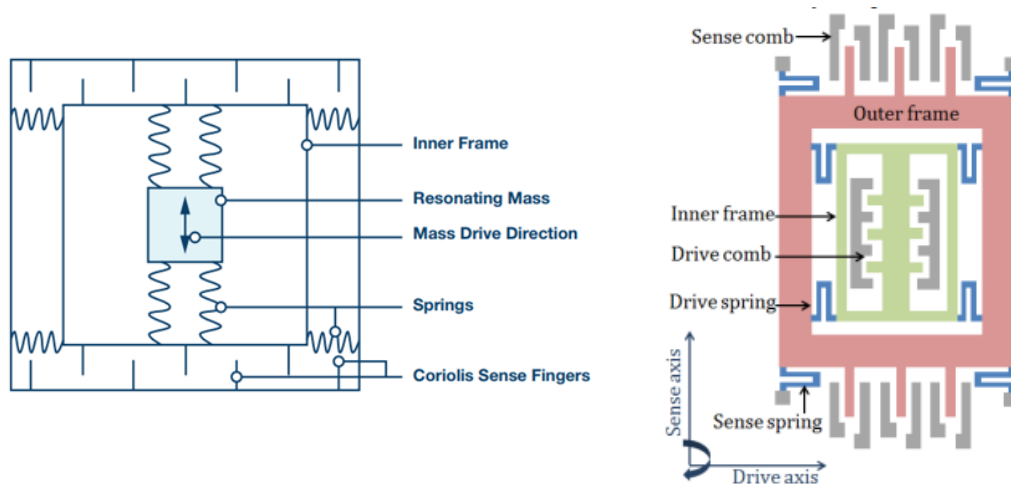 Inner Frame
Resonating Mass
Mass Drive Direction
Springs
Coriolis Sense Fingers
Sense comb
Outer frame
Inner frame
Drive comb
Drive spring
Sense axis
Sense spring
Drive axis